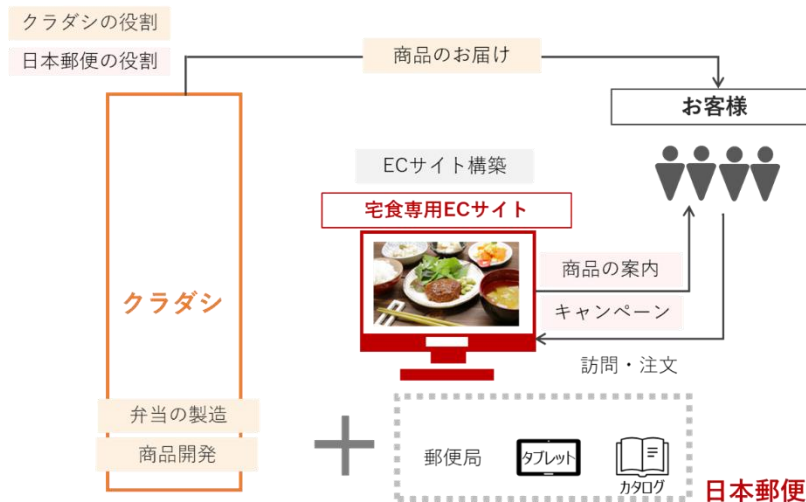 クラダシの役割
日本郵便の役割
商品のお届け
お客様
ECサイト構築
宅食専用ECサイト
クラダシ
商品の案内
キャンペーン
訪問・注文
弁当の製造
商品開発
郵便局
タブレット
カタログ
日本郵便